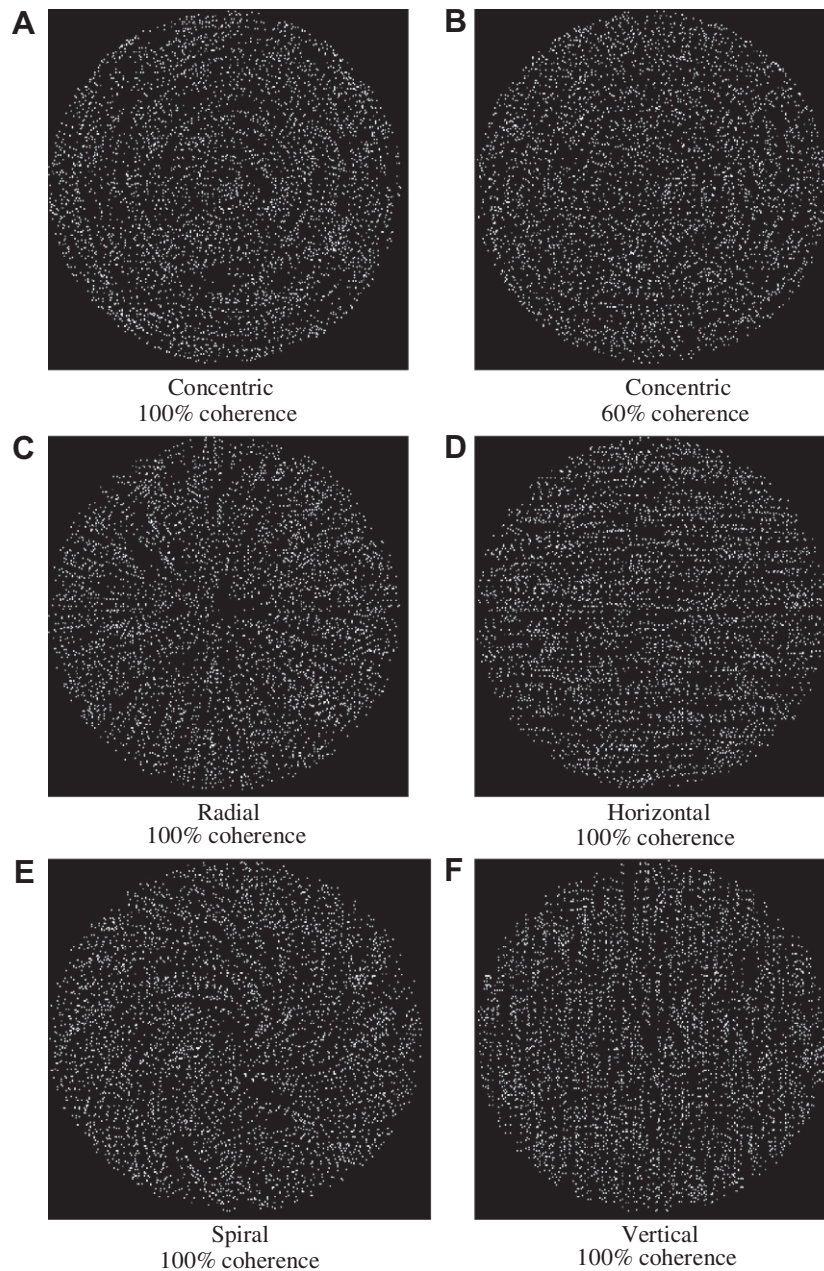 A
B
Concentric
100% coherence
Concentric
60% coherence
C
D
Radial
100% coherence
Horizontal
100% coherence
E
F
Spiral
100% coherence
Vertical
100% coherence